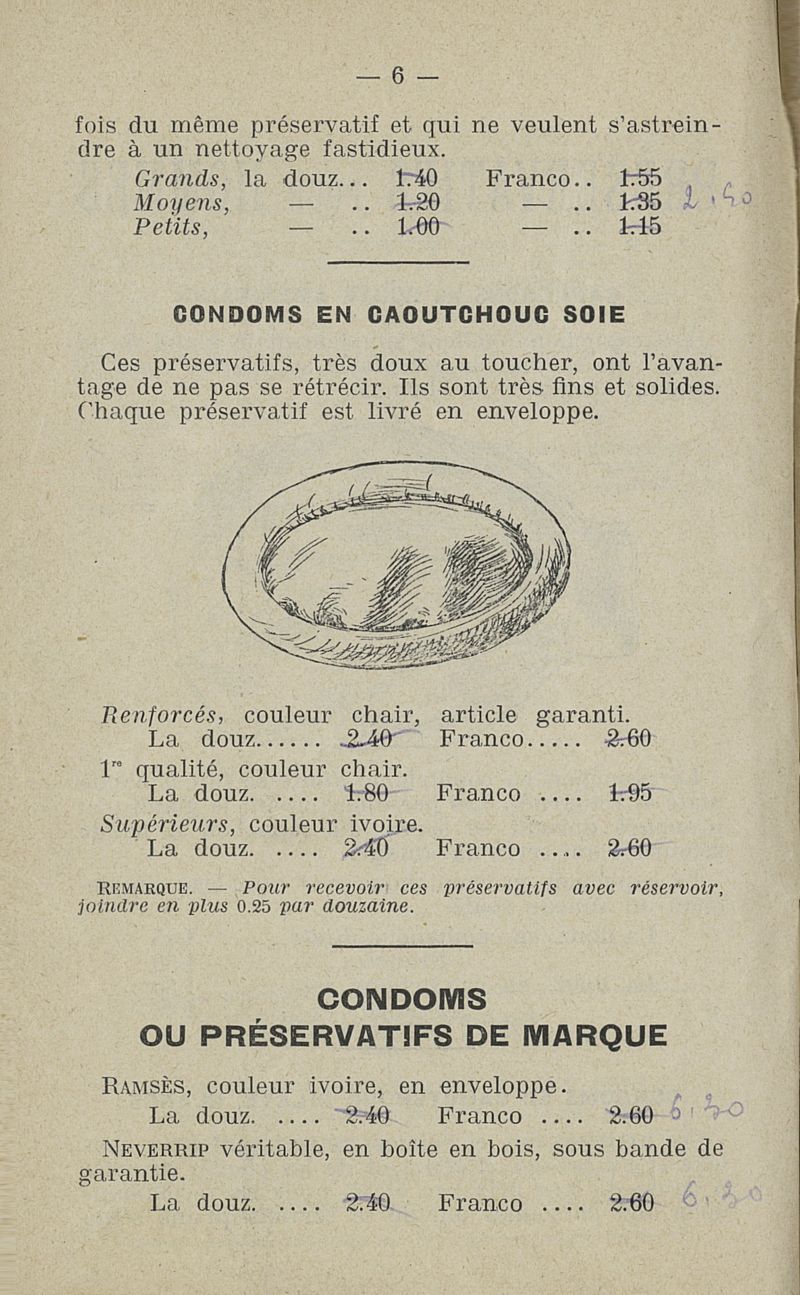 — 6 —
fois du même préservatif et qui ne veulent s'astrein-
dre à un nettoyage fastidieux.
Grands, la douz... 1.40 Franco.. 1.55
Moyens, — .. 1.20 — .. 1.35
Petits, — .. 1.00 — .. 1.15
CONDOMS EN CAOUTCHOUC SOIE
Ces préservatifs, très doux au toucher, ont l'avan-
tage de ne pas se rétrécir. Ils sont très fins et solides.
Chaque préservatif est livré en enveloppe.
Renforcés, couleur chair, article garanti.
La douz...... 2.40 Franco..... 2.60
1re qualité, couleur chair.
La douz. .... 1.80 Franco .... 1.95
Supérieurs, couleur ivoire.
La douz. .... 2.40 Franco .... 2.60
REMARQUE. — Pour recevoir ces préservatifs avec réservoir,
joindre en plus 0.25 par douzaine.
CONDOMS
OU PRÉSERVATIFS DE MARQUE
RAMSÈS, couleur ivoire, en enveloppe.
La douz. .... 2.40 Franco .... 2.60
NEVERRIP véritable, en boîte en bois, sous bande de
garantie.
La douz. .... 2.40 Franco .... 2.60